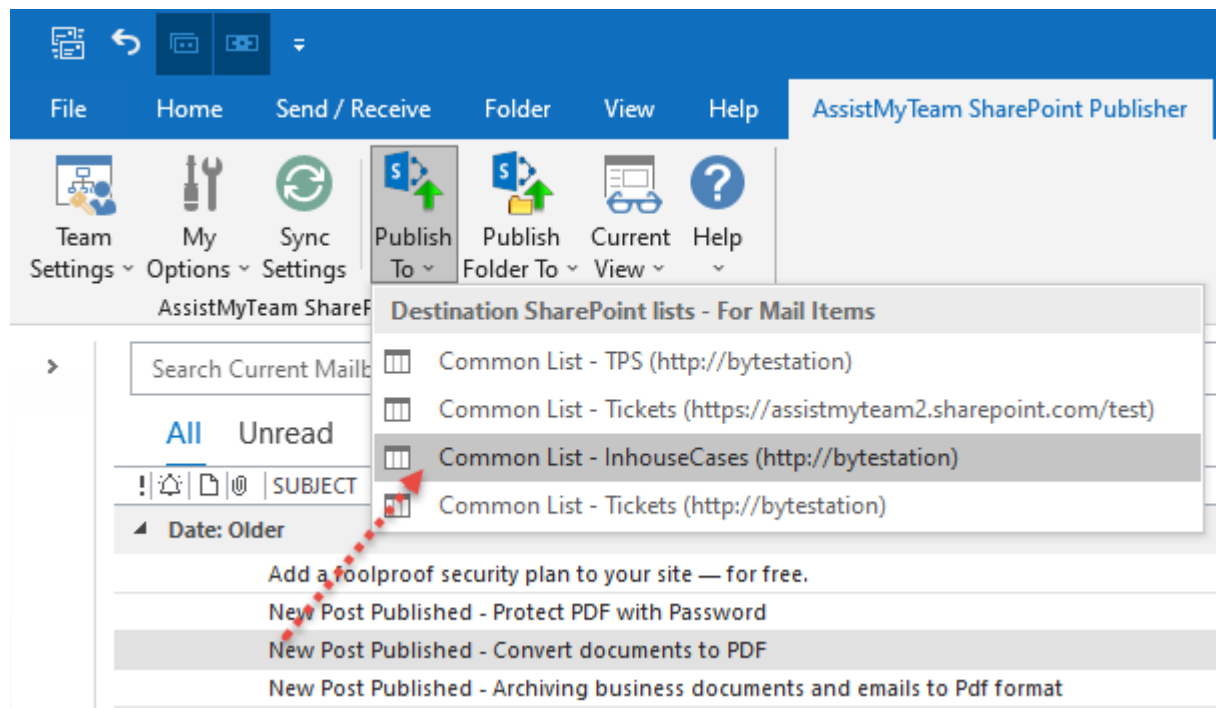 File Home Send / Receive Folder View Help AssistMyTeam SharePoint Publisher
Team Settings
My Options
Sync Settings
Publish To
Publish Folder To
Current View
Help
AssistMyTeam ShareP
Destination SharePoint lists - For Mail Items
Common List - TPS (http://bytestation)
Common List - Tickets (https://assistmyteam2.sharepoint.com/test)
Common List - InhouseCases (http://bytestation)
Common List - Tickets (http://bytestation)
Search Current Mailb
All Unread
SUBJECT
Date: Older
Add a foolproof security plan to your site — for free.
New Post Published - Protect PDF with Password
New Post Published - Convert documents to PDF
New Post Published - Archiving business documents and emails to Pdf format